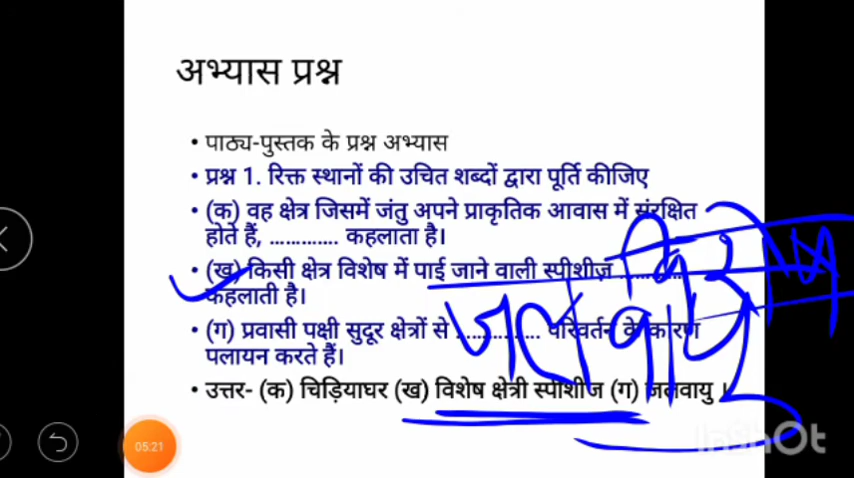 अभ्यास प्रश्न
• पाठ्य-पुस्तक के प्रश्न अभ्यास
• प्रश्न 1. रिक्त स्थानों की उचित शब्दों द्वारा पूर्ति कीजिए
• (क) वह क्षेत्र जिसमें जंतु अपने प्राकृतिक आवास में संरक्षित
होते हैं, ............. कहलाता है।
• (ख) किसी क्षेत्र विशेष में पाई जाने वाली स्पीशीज़ .............
कहलाती है।
• (ग) प्रवासी पक्षी सुदूर क्षेत्रों से ............. परिवर्तन के कारण
पलायन करते हैं।
• उत्तर- (क) चिड़ियाघर (ख) विशेष क्षेत्री स्पीशीज (ग) जलवायु ।
जलवायु
05:21
InShOt